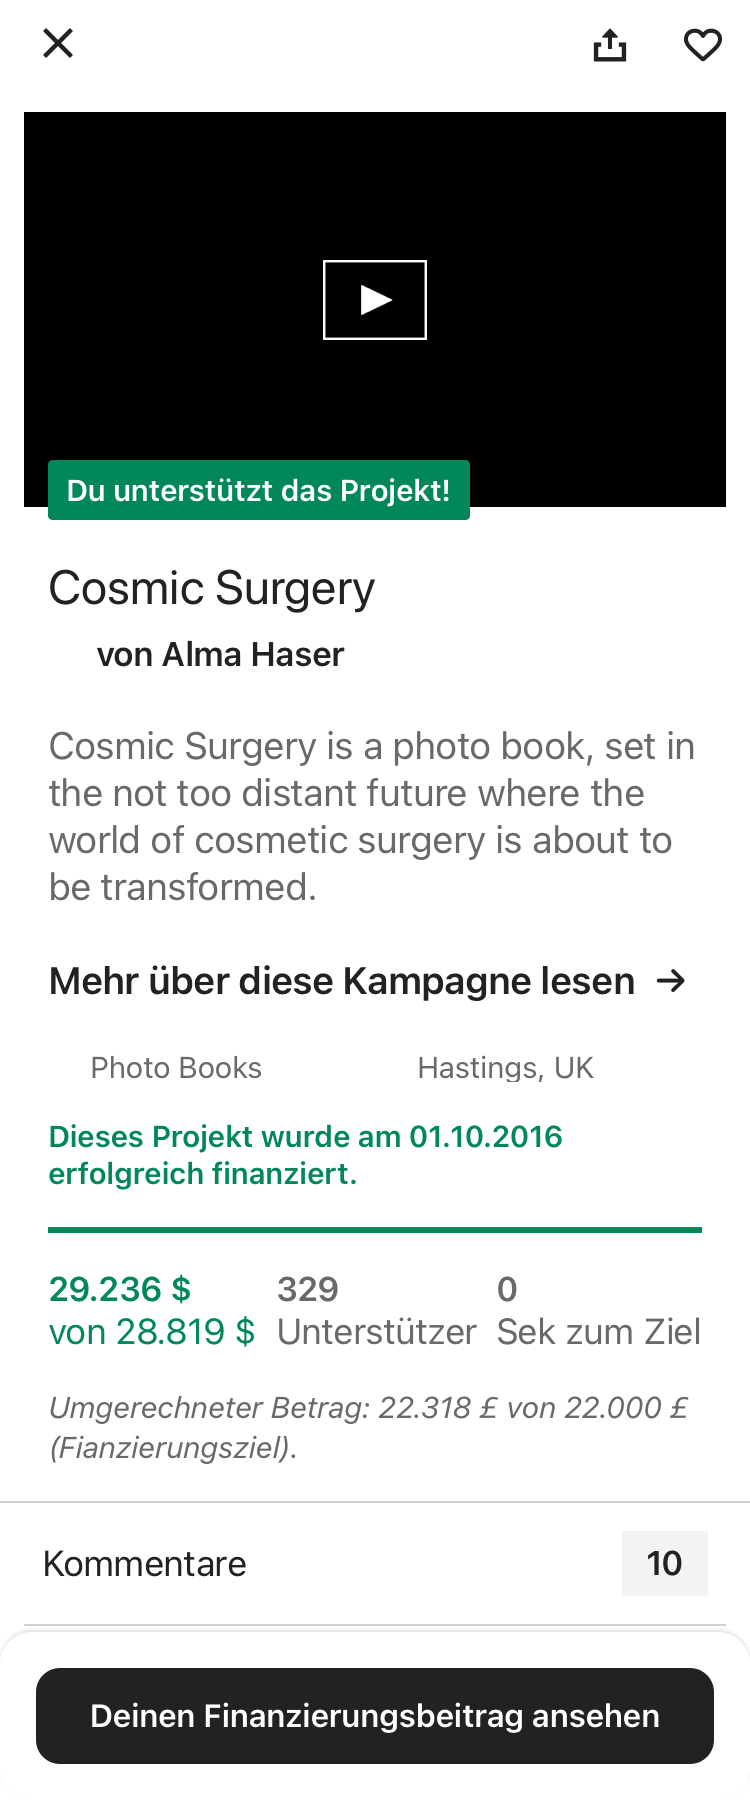 Du unterstützt das Projekt!
Cosmic Surgery
von Alma Haser
Cosmic Surgery is a photo book, set in
the not too distant future where the
world of cosmetic surgery is about to
be transformed.
Mehr über diese Kampagne lesen →
Photo Books
Hastings, UK
Dieses Projekt wurde am 01.10.2016
erfolgreich finanziert.
29.236 $
von 28.819 $
329
Unterstützer
0
Sek zum Ziel
Umgerechneter Betrag: 22.318 £ von 22.000 £
(Fianzierungsziel).
Kommentare
10
Deinen Finanzierungsbeitrag ansehen